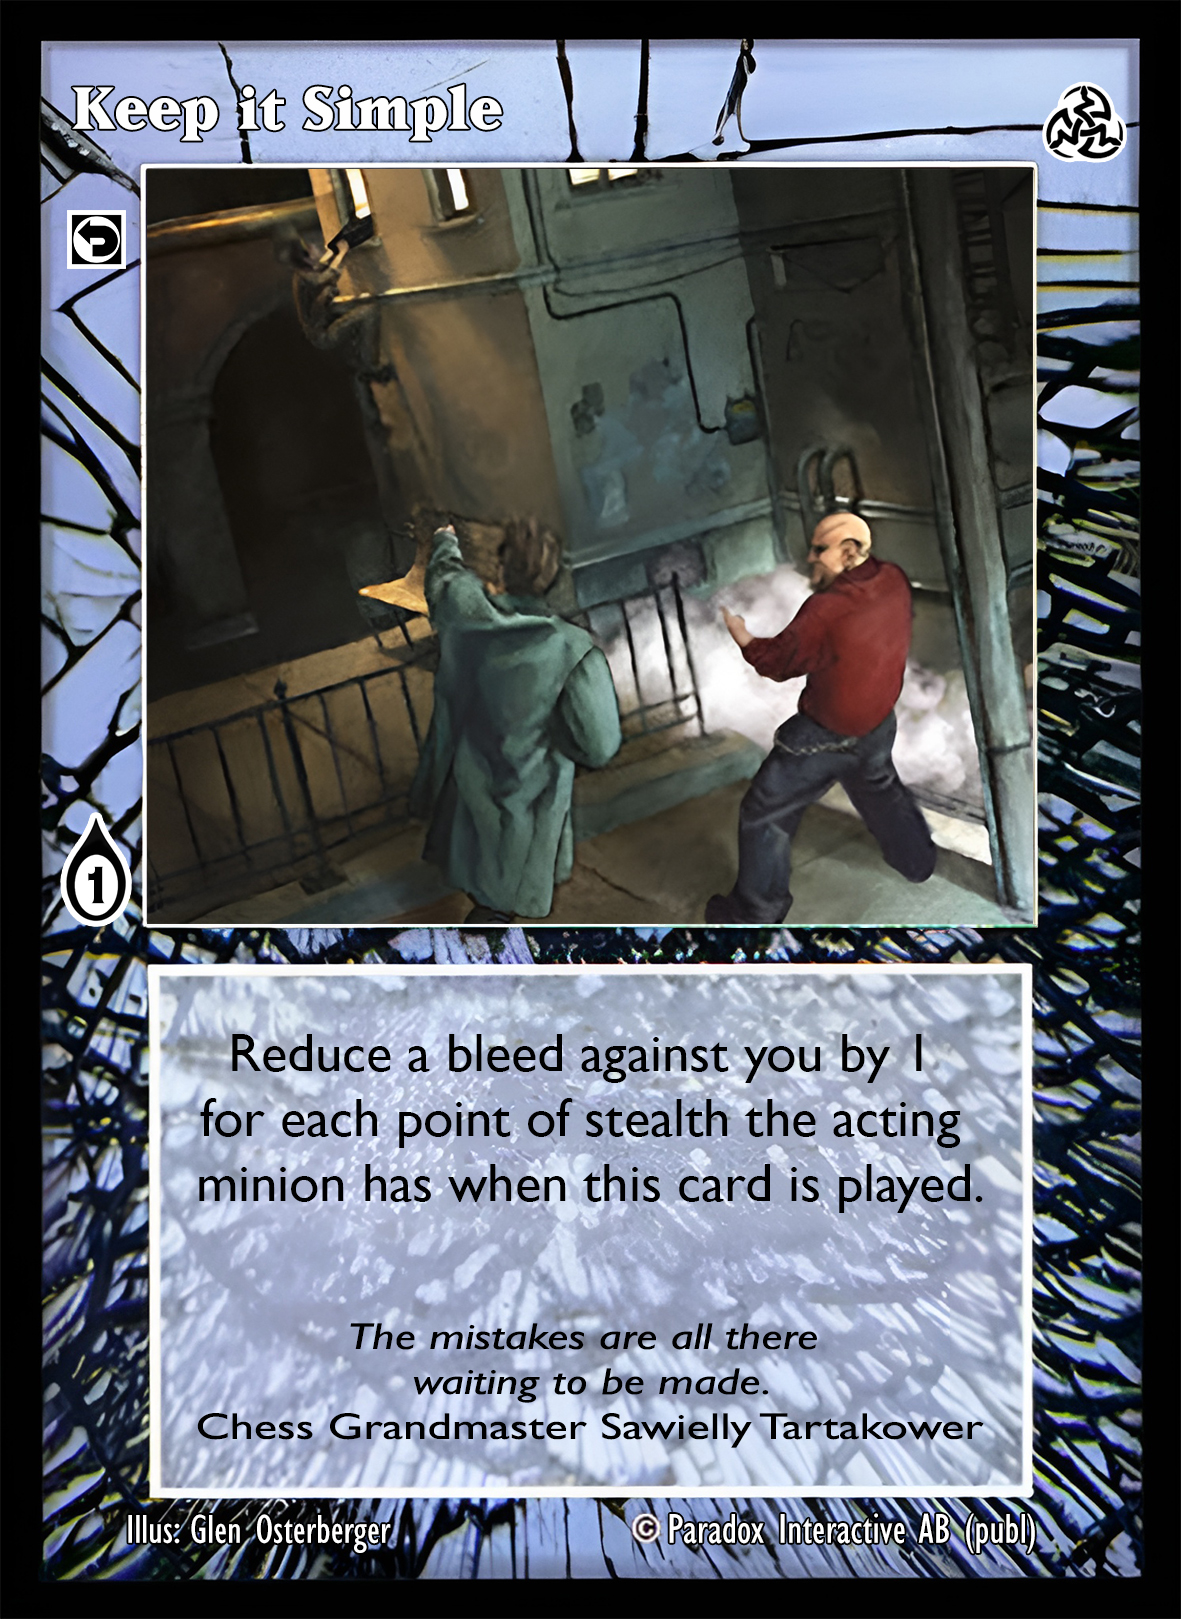 Keep it Simple
1
Reduce a bleed against you by 1
for each point of stealth the acting
minion has when this card is played.
The mistakes are all there
waiting to be made.
Chess Grandmaster Sawielly Tartakower
Illus: Glen Osterberger
© Paradox Interactive AB (publ)